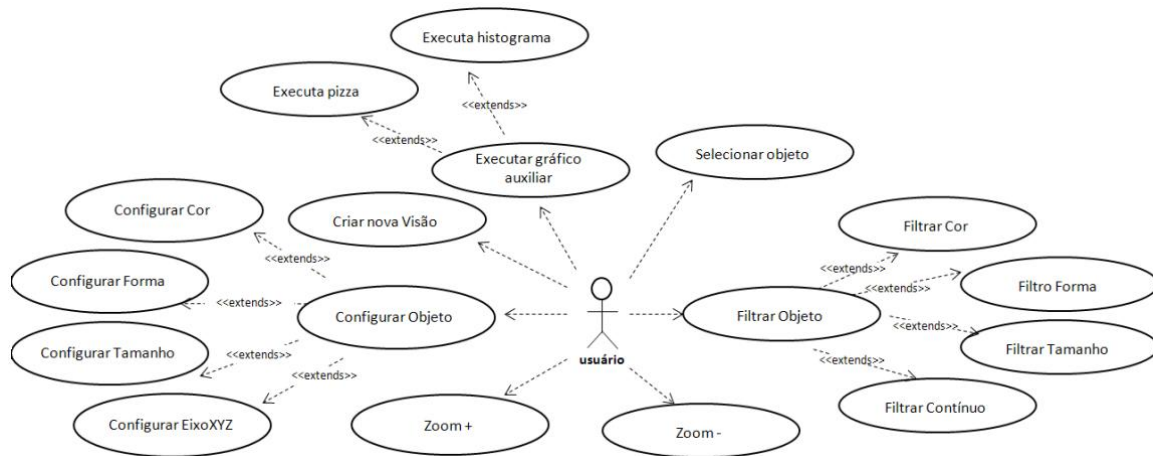 Executa histograma
Executa pizza
<<extends>>
<<extends>>
Executar gráfico
auxiliar
Selecionar objeto
Configurar Cor
Criar nova Visão
Filtrar Cor
<<extends>>
<<extends>>
Configurar Forma
<<extends>>
<<extends>>
Filtro Forma
Configurar Objeto
Filtrar Objeto
<<extends>>
Configurar Tamanho
<<extends>>
Filtrar Tamanho
usuário
<<extends>>
<<extends>>
Filtrar Contínuo
Configurar EixoXYZ
Zoom +
Zoom -